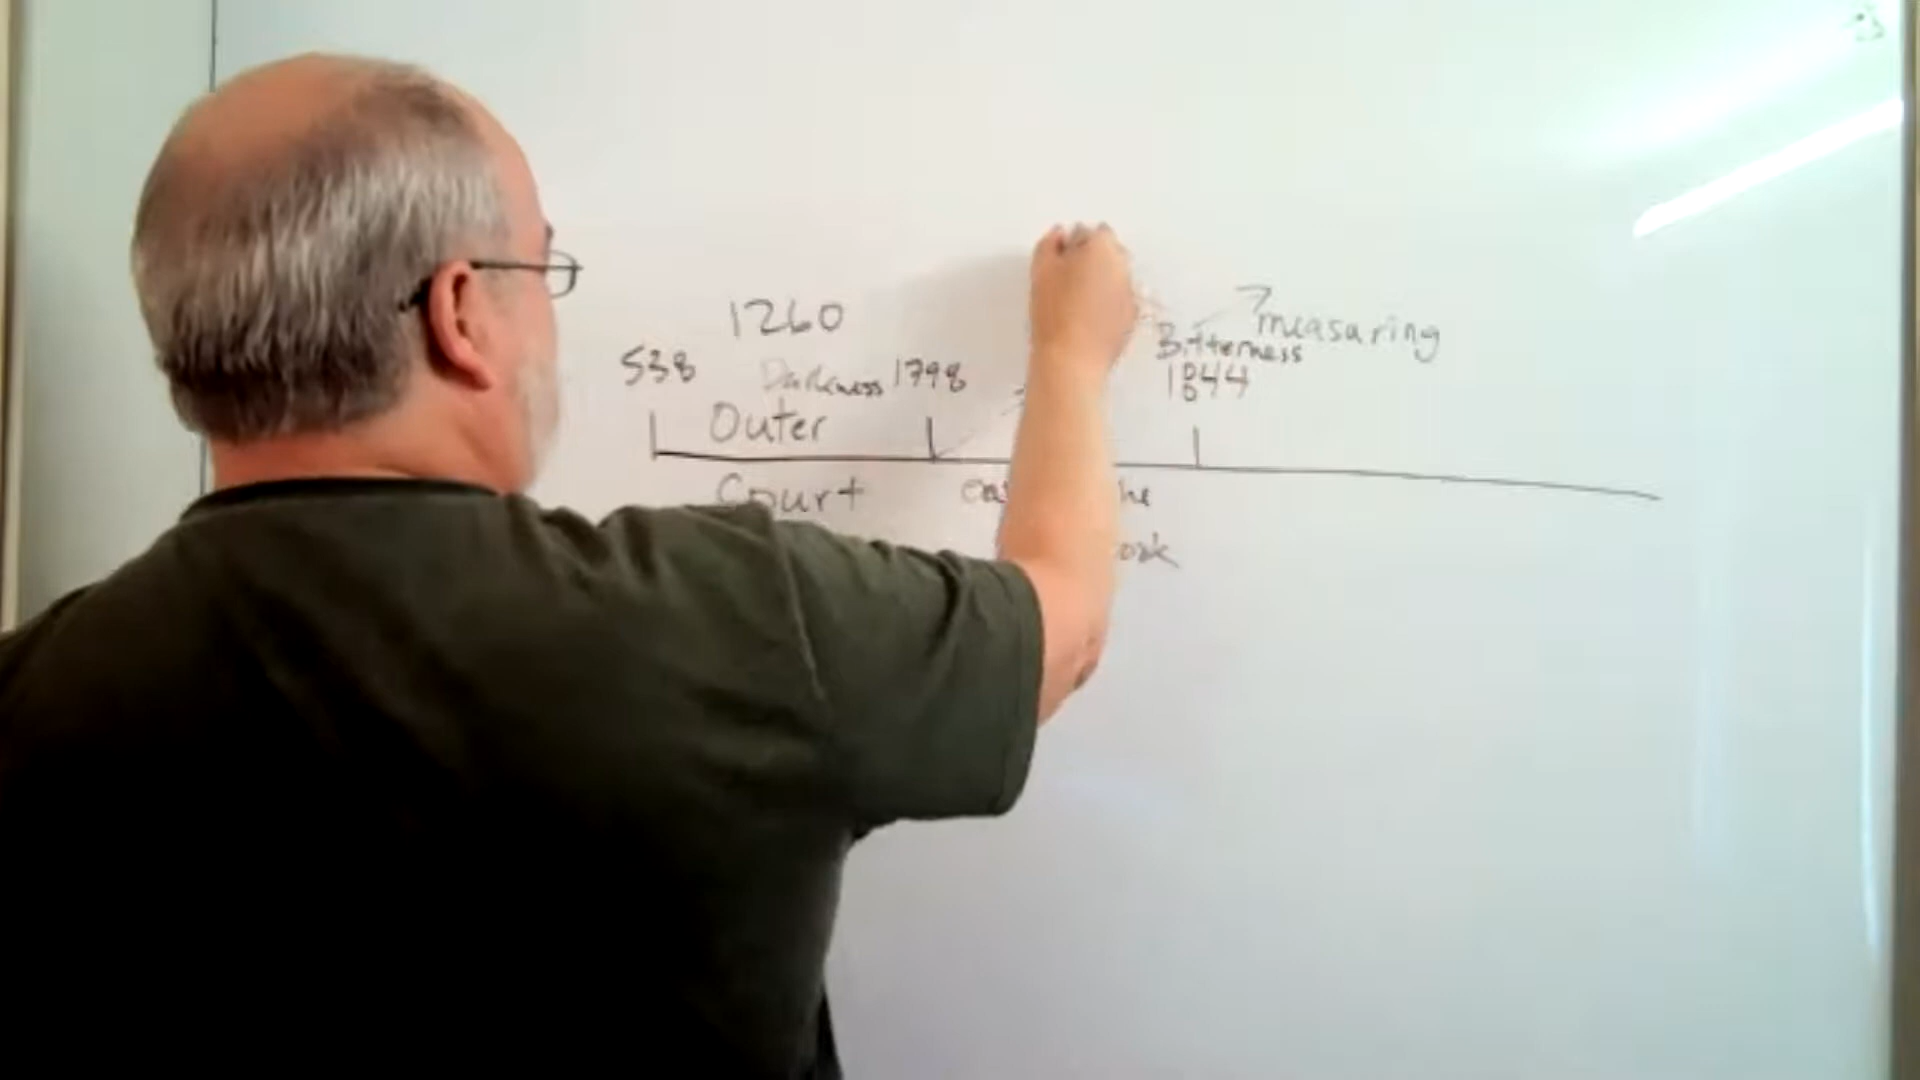 1260
measuring
Bitterness
538 Darkness 1798 1844
Outer
Court